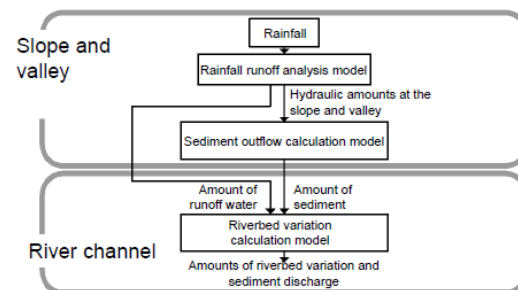 Slope and
valley
Rainfall
Rainfall runoff analysis model
Hydraulic amounts at the
slope and valley
Sediment outflow calculation model
Amount of
runoff water
Amount of
sediment
River channel
Riverbed variation
calculation model
Amounts of riverbed variation and
sediment discharge